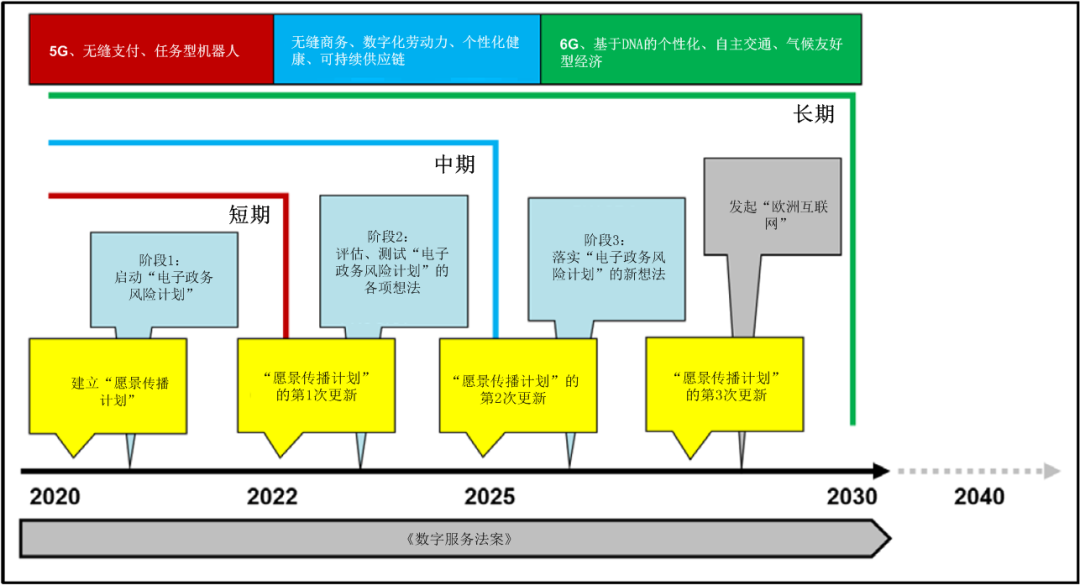 5G、无缝支付、任务型机器人
无缝商务、数字化劳动力、个性化健
康、可持续供应链
6G、基于DNA的个性化、自主交通、气候友好
型经济
长期
中期
短期
发起“欧洲互联
网”
阶段1：
启动“电子政务
风险计划”
阶段2：
评估、测试“电子
政务风险计划”的
各项想法
阶段3：
落实“电子政务风
险计划”的新想法
建立“愿景传播
计划”
“愿景传播计划”
的第1次更新
“愿景传播计划”的
第2次更新
“愿景传播计划”
的第3次更新
2020
2022
2025
2030
2040
《数字服务法案》